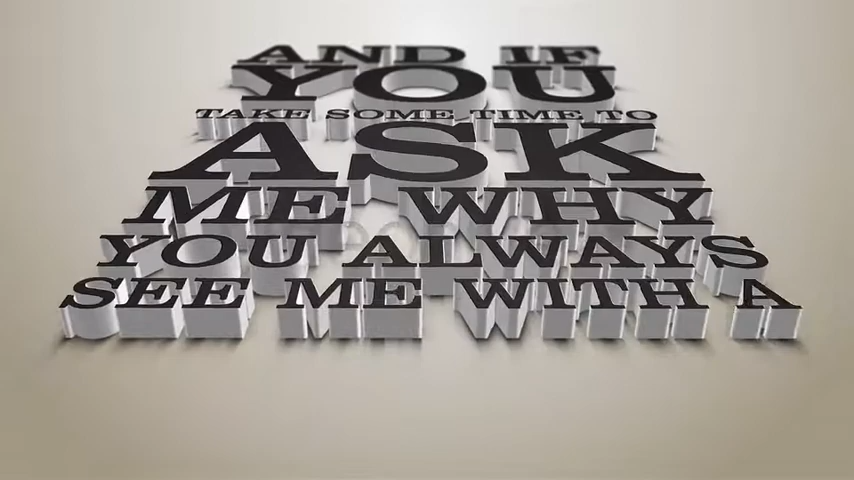 AND IF
YOU
TAKE SOME TIME TO
ASK
ME WHY
YOU ALWAYS
SEE ME WITH A